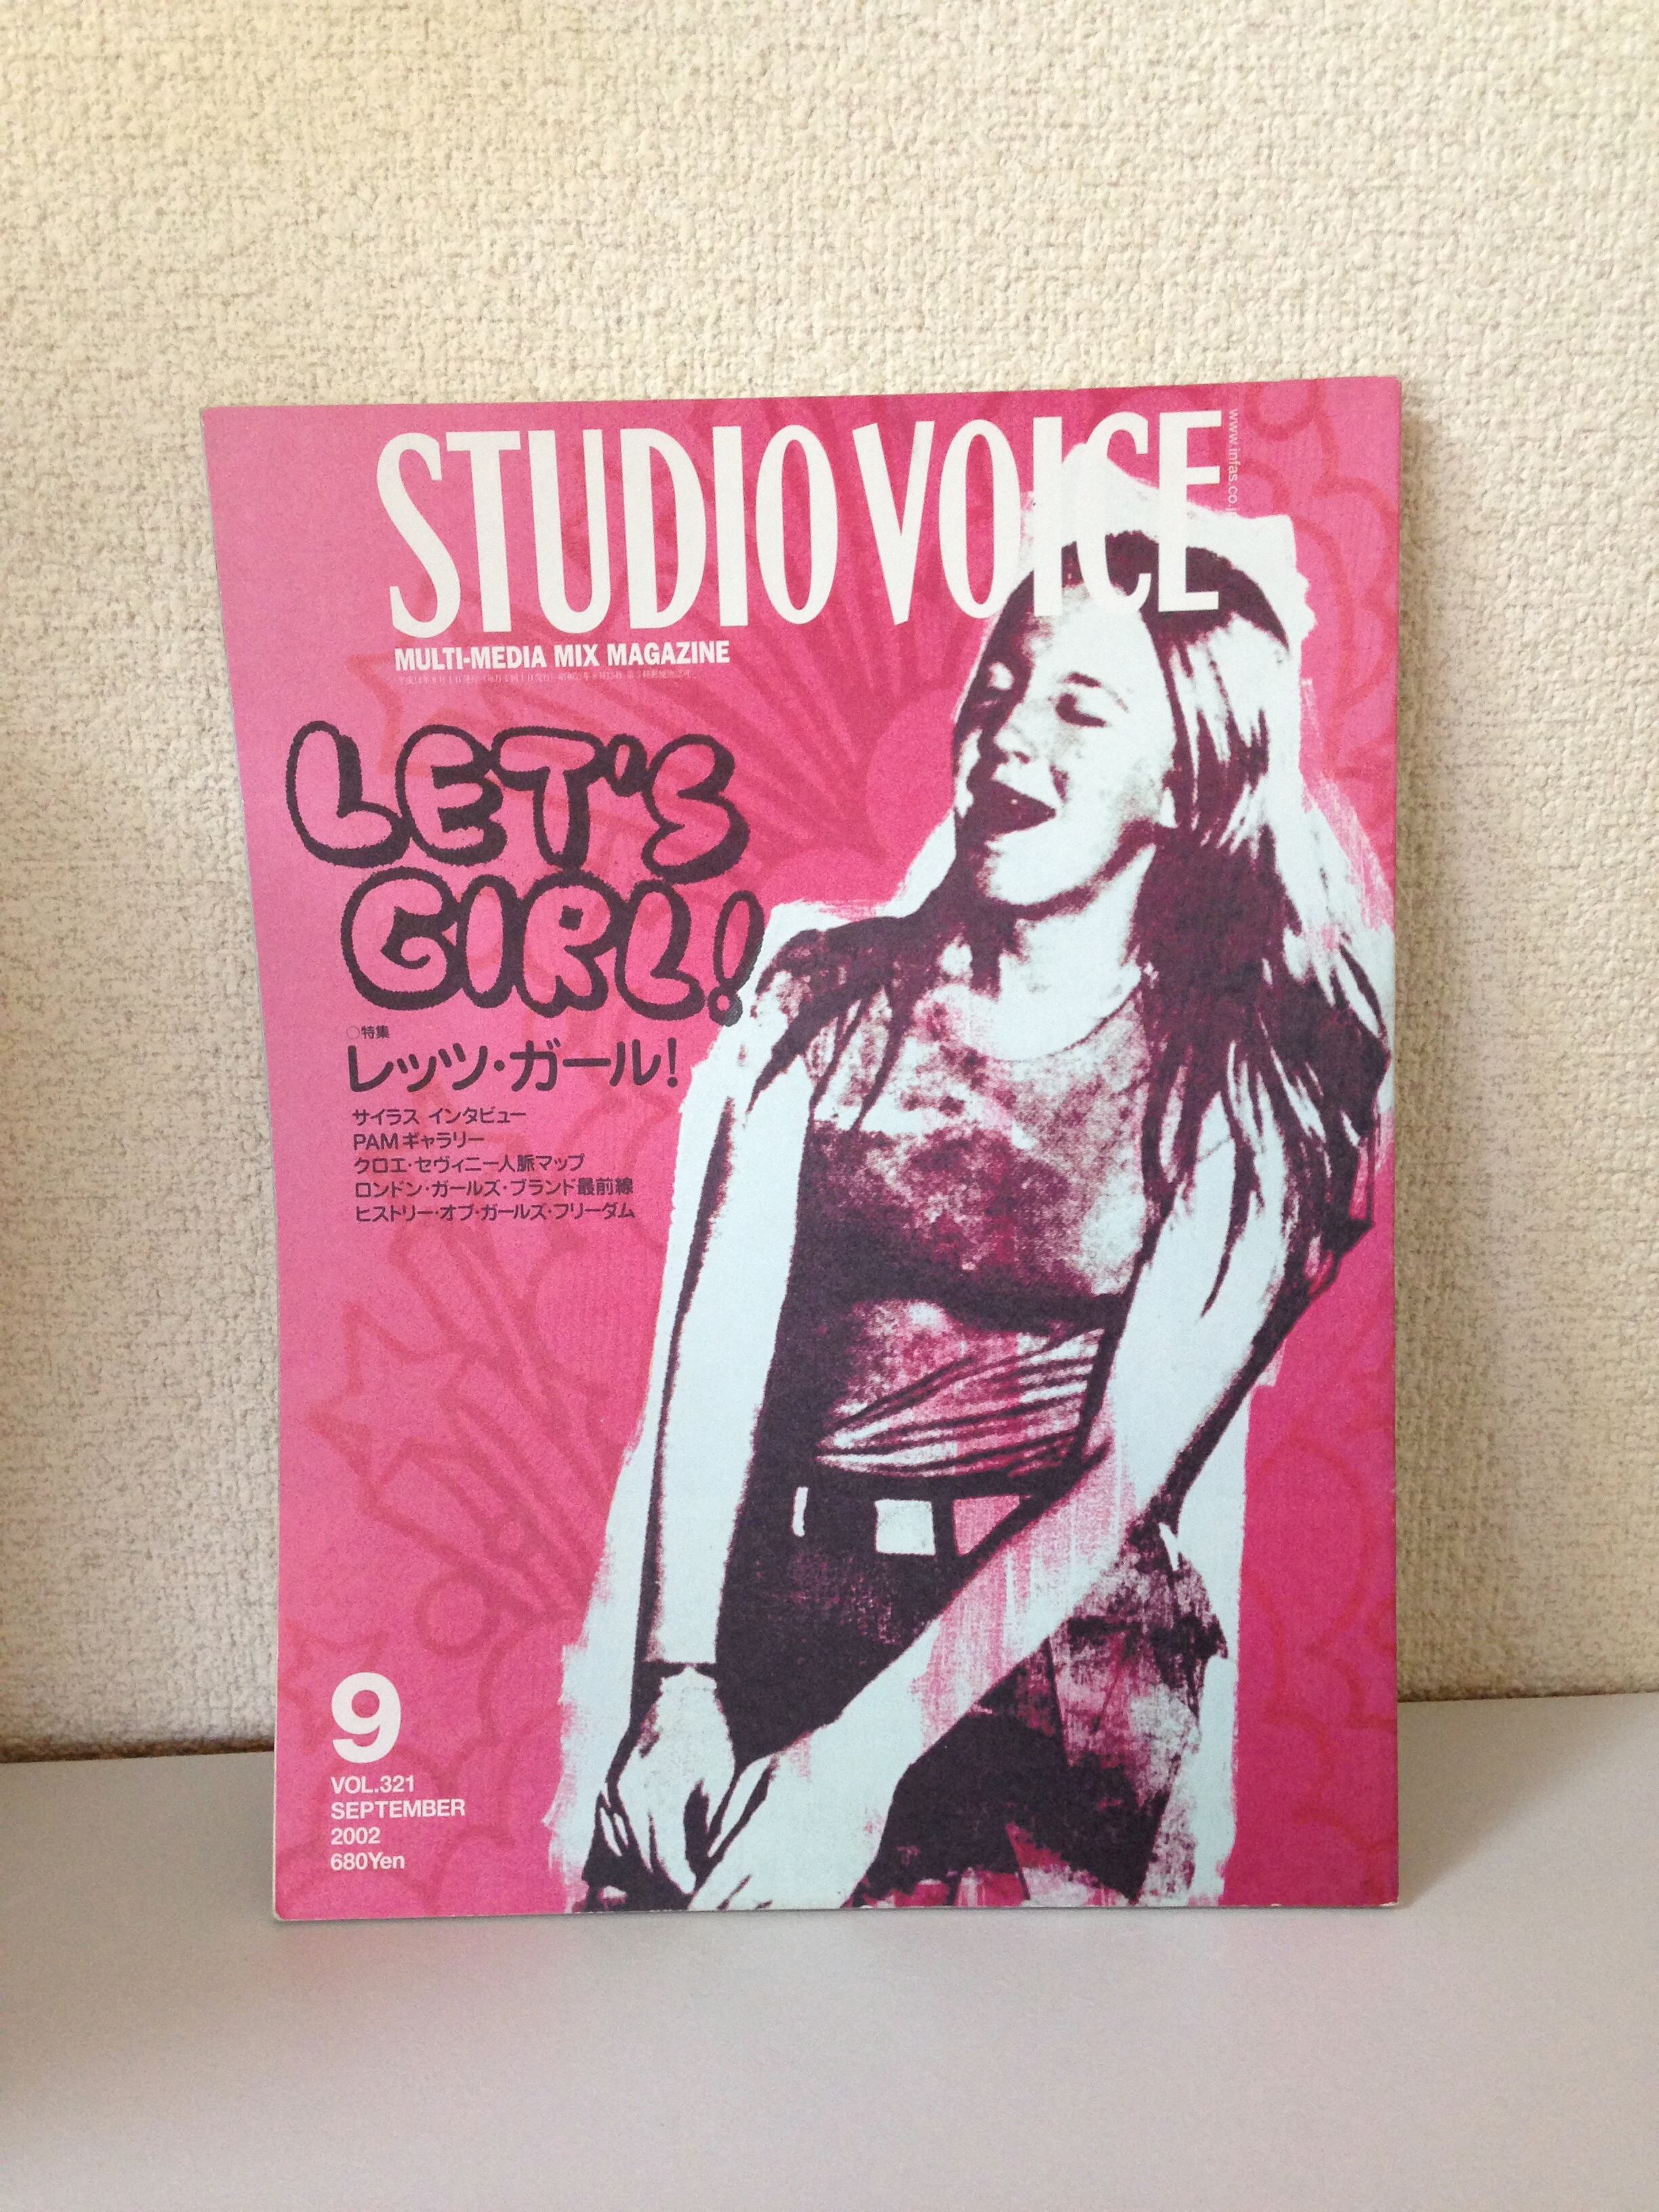 STUDIO VOICE
www.infas.co.
MULTI-MEDIA MIX MAGAZINE
LET'S
GIRL!
○特集
レッツ・ガール!
サイラス インタビュー
PAMギャラリー
クロエ・セヴィニー人脈マップ
ロンドン・ガールズ・ブランド最前線
ヒストリー・オブ・ガールズ・フリーダム
9
VOL.321
SEPTEMBER
2002
680Yen